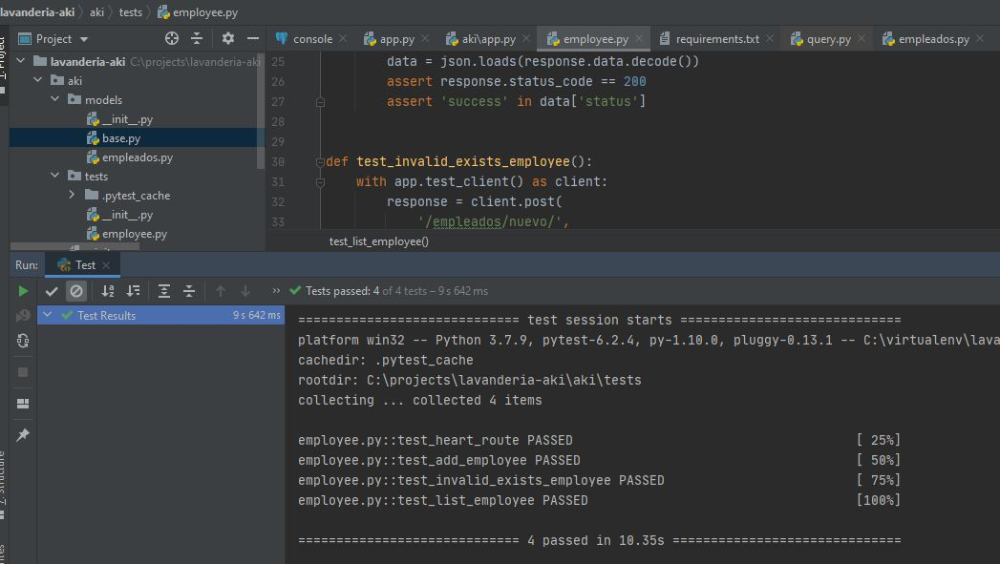 lavanderia-aki aki tests employee.py
Project
console app.py aki\app.py employee.py requirements.txt query.py empleados.py
lavanderia-aki C:\projects\lavanderia-aki
aki
models
__init__.py
base.py
empleados.py
tests
.pytest_cache
__init__.py
employee.py
25 data = json.loads(response.data.decode())
26 assert response.status_code == 200
27 assert 'success' in data['status']
28
29
30 def test_invalid_exists_employee():
31 with app.test_client() as client:
32 response = client.post(
33 '/empleados/nuevo/',
test_list_employee()
Run: Test
Tests passed: 4 of 4 tests – 9 s 642 ms
Test Results 9 s 642 ms
============================= test session starts =============================
platform win32 -- Python 3.7.9, pytest-6.2.4, py-1.10.0, pluggy-0.13.1 -- C:\virtualenv\lava
cachedir: .pytest_cache
rootdir: C:\projects\lavanderia-aki\aki\tests
collecting ... collected 4 items
employee.py::test_heart_route PASSED [ 25%]
employee.py::test_add_employee PASSED [ 50%]
employee.py::test_invalid_exists_employee PASSED [ 75%]
employee.py::test_list_employee PASSED [100%]
============================= 4 passed in 10.35s ==============================